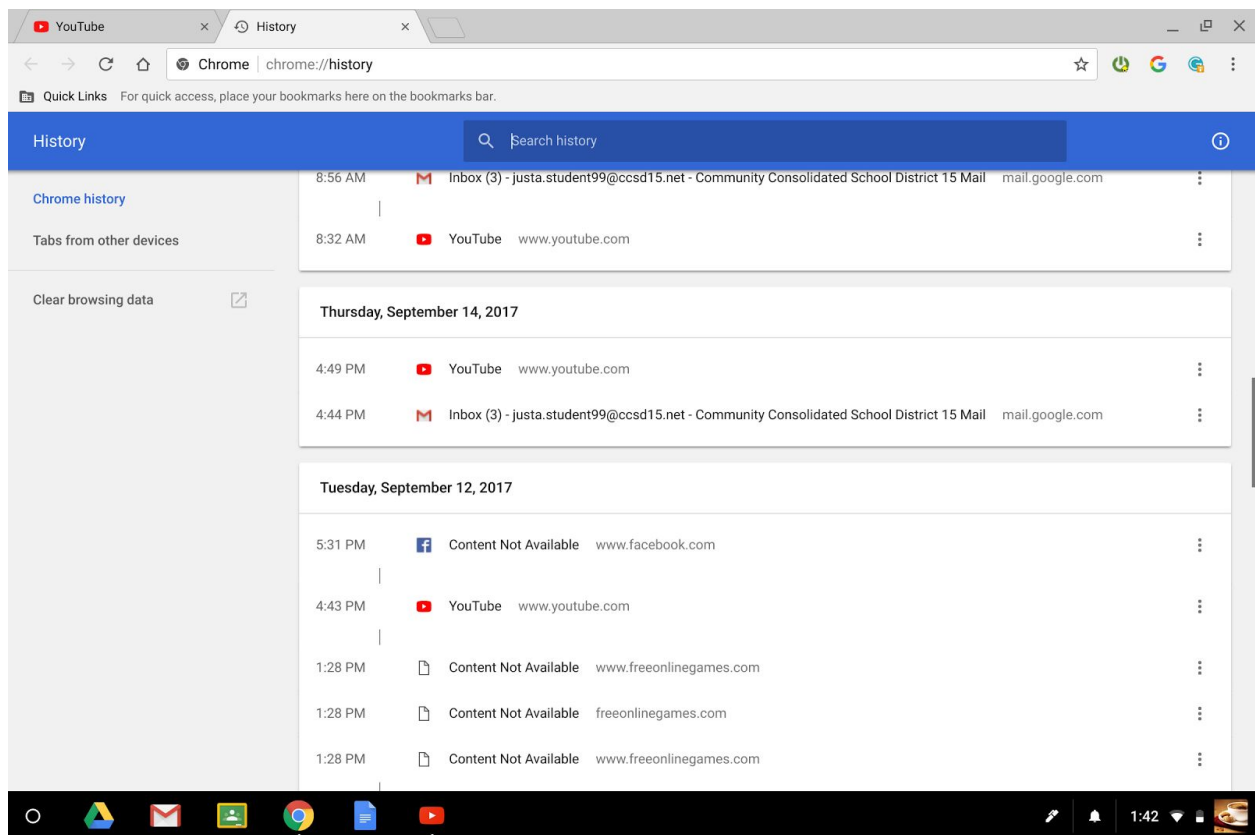 YouTube History
Chrome chrome://history
Quick Links For quick access, place your bookmarks here on the bookmarks bar.
History Search history
Chrome history
Tabs from other devices
Clear browsing data
8:56 AM Inbox (3) - justa.student99@ccsd15.net - Community Consolidated School District 15 Mail mail.google.com
8:32 AM YouTube www.youtube.com
Thursday, September 14, 2017
4:49 PM YouTube www.youtube.com
4:44 PM Inbox (3) - justa.student99@ccsd15.net - Community Consolidated School District 15 Mail mail.google.com
Tuesday, September 12, 2017
5:31 PM Content Not Available www.facebook.com
4:43 PM YouTube www.youtube.com
1:28 PM Content Not Available www.freeonlinegames.com
1:28 PM Content Not Available freeonlinegames.com
1:28 PM Content Not Available www.freeonlinegames.com
1:42